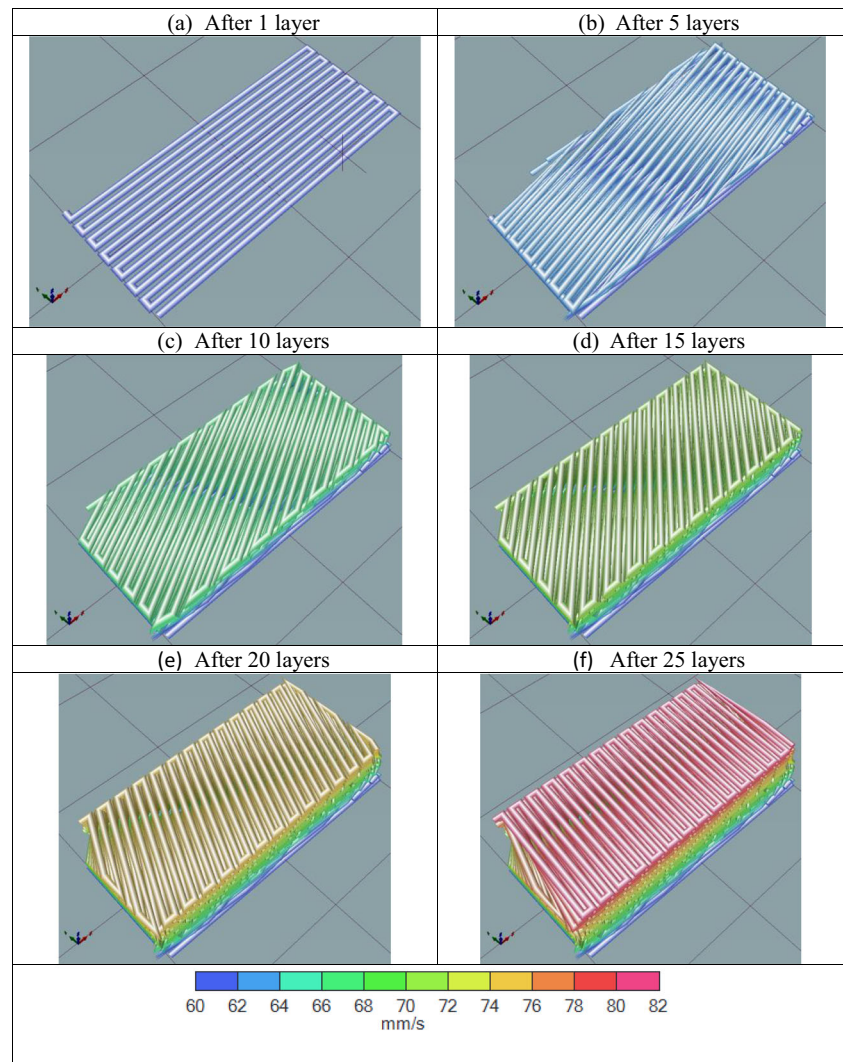 (a) After 1 layer
(b) After 5 layers
(c) After 10 layers
(d) After 15 layers
(e) After 20 layers
(f) After 25 layers
60 62 64 66 68 70 72 74 76 78 80 82
mm/s